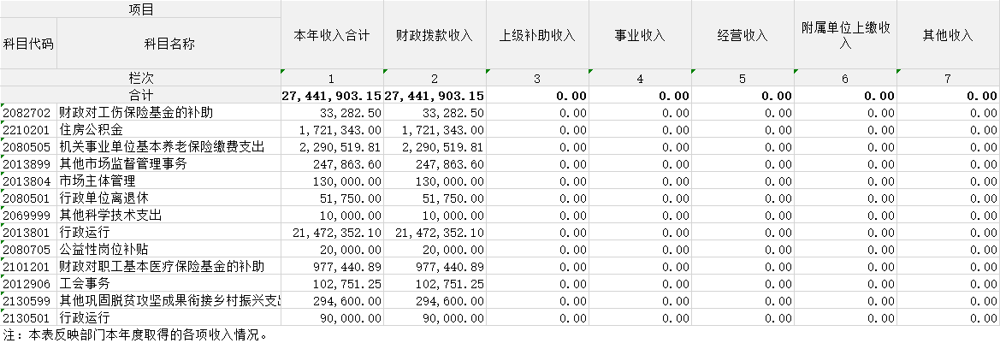 项目
科目代码 科目名称 本年收入合计 财政拨款收入 上级补助收入 事业收入 经营收入 附属单位上缴收入 其他收入
栏次 1 2 3 4 5 6 7
合计 27,441,903.15 27,441,903.15 0.00 0.00 0.00 0.00 0.00
2082702 财政对工伤保险基金的补助 33,282.50 33,282.50 0.00 0.00 0.00 0.00 0.00
2210201 住房公积金 1,721,343.00 1,721,343.00 0.00 0.00 0.00 0.00 0.00
2080505 机关事业单位基本养老保险缴费支出 2,290,519.81 2,290,519.81 0.00 0.00 0.00 0.00 0.00
2013899 其他市场监督管理事务 247,863.60 247,863.60 0.00 0.00 0.00 0.00 0.00
2013804 市场主体管理 130,000.00 130,000.00 0.00 0.00 0.00 0.00 0.00
2080501 行政单位离退休 51,750.00 51,750.00 0.00 0.00 0.00 0.00 0.00
2069999 其他科学技术支出 10,000.00 10,000.00 0.00 0.00 0.00 0.00 0.00
2013801 行政运行 21,472,352.10 21,472,352.10 0.00 0.00 0.00 0.00 0.00
2080705 公益性岗位补贴 20,000.00 20,000.00 0.00 0.00 0.00 0.00 0.00
2101201 财政对职工基本医疗保险基金的补助 977,440.89 977,440.89 0.00 0.00 0.00 0.00 0.00
2012906 工会事务 102,751.25 102,751.25 0.00 0.00 0.00 0.00 0.00
2130599 其他巩固脱贫攻坚成果衔接乡村振兴支出 294,600.00 294,600.00 0.00 0.00 0.00 0.00 0.00
2130501 行政运行 90,000.00 90,000.00 0.00 0.00 0.00 0.00 0.00
注：本表反映部门本年度取得的各项收入情况。